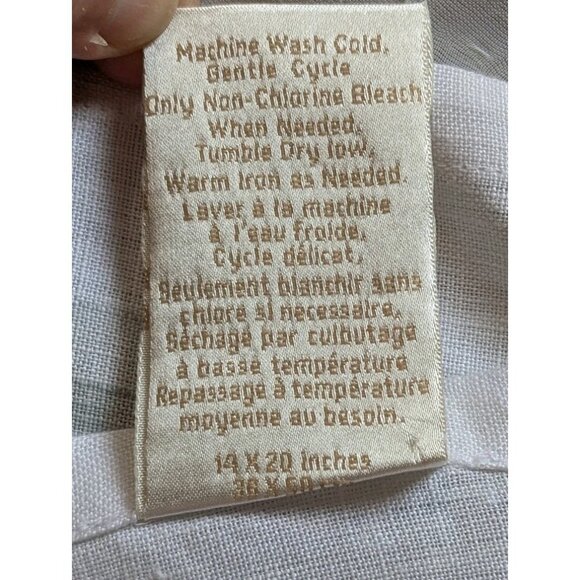 Machine Wash Cold,
Gentle Cycle
Only Non-Chlorine Bleach
When Needed,
Tumble Dry low,
Warm Iron as Needed.
Laver à la machine
à l'eau froide,
Cycle délicat,
Seulement blanchir sans
chlore si necessaire,
Séchage par culbutage
à basse température
Repassage à température
moyenne au besoin.
14 X 20 Inches
36 X